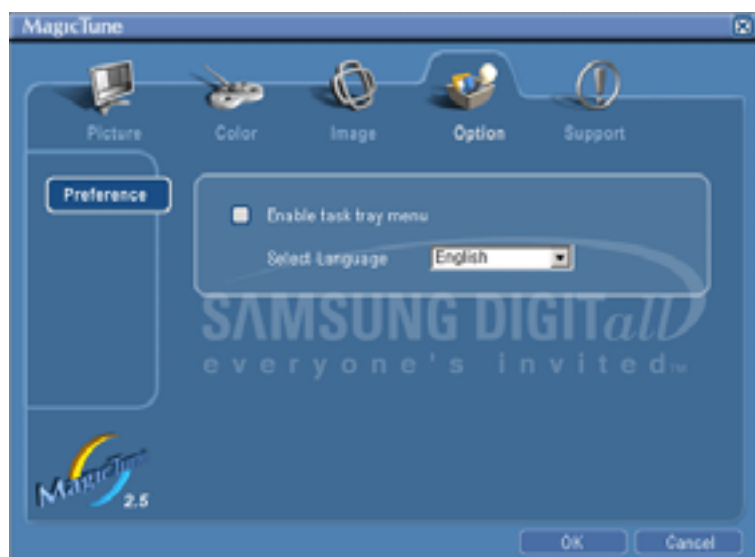 MagicTune
Picture Color Image Option Support
Preference
Enable task tray menu
Select Language English
SAMSUNG DIGITall
everyone's invited™
MagicTune
2.5
OK Cancel